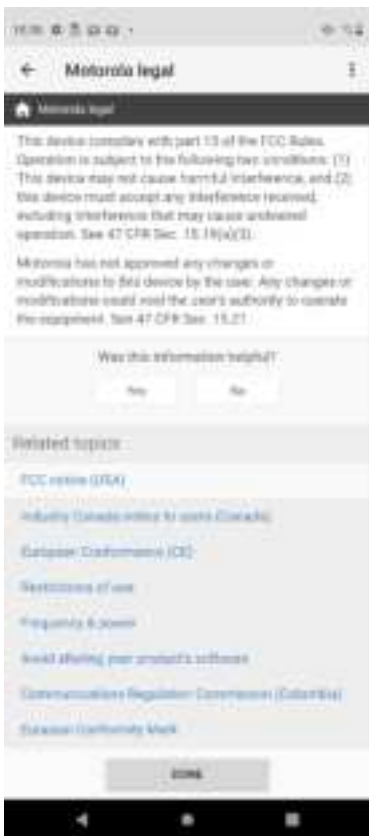 Motorola legal
Motorola legal
This device complies with part 15 of the FCC Rules.
Operation is subject to the following two conditions: (1)
This device may not cause harmful interference, and (2)
this device must accept any interference received,
including interference that may cause undesired
operation. See 47 CFR Sec. 15.19(a)(3).
Motorola has not approved any changes or
modifications to this device by the user. Any changes or
modifications could void the user's authority to operate
the equipment. See 47 CFR Sec. 15.21
Was this information helpful?
Yes
No
Related topics
FCC notice (USA)
Industry Canada notice to users (Canada)
European Conformance (CE)
Restrictions of use
Frequency & power
Avoid altering your product's software
Communications Regulation Commission (Colombia)
European Conformity Mark
DONE